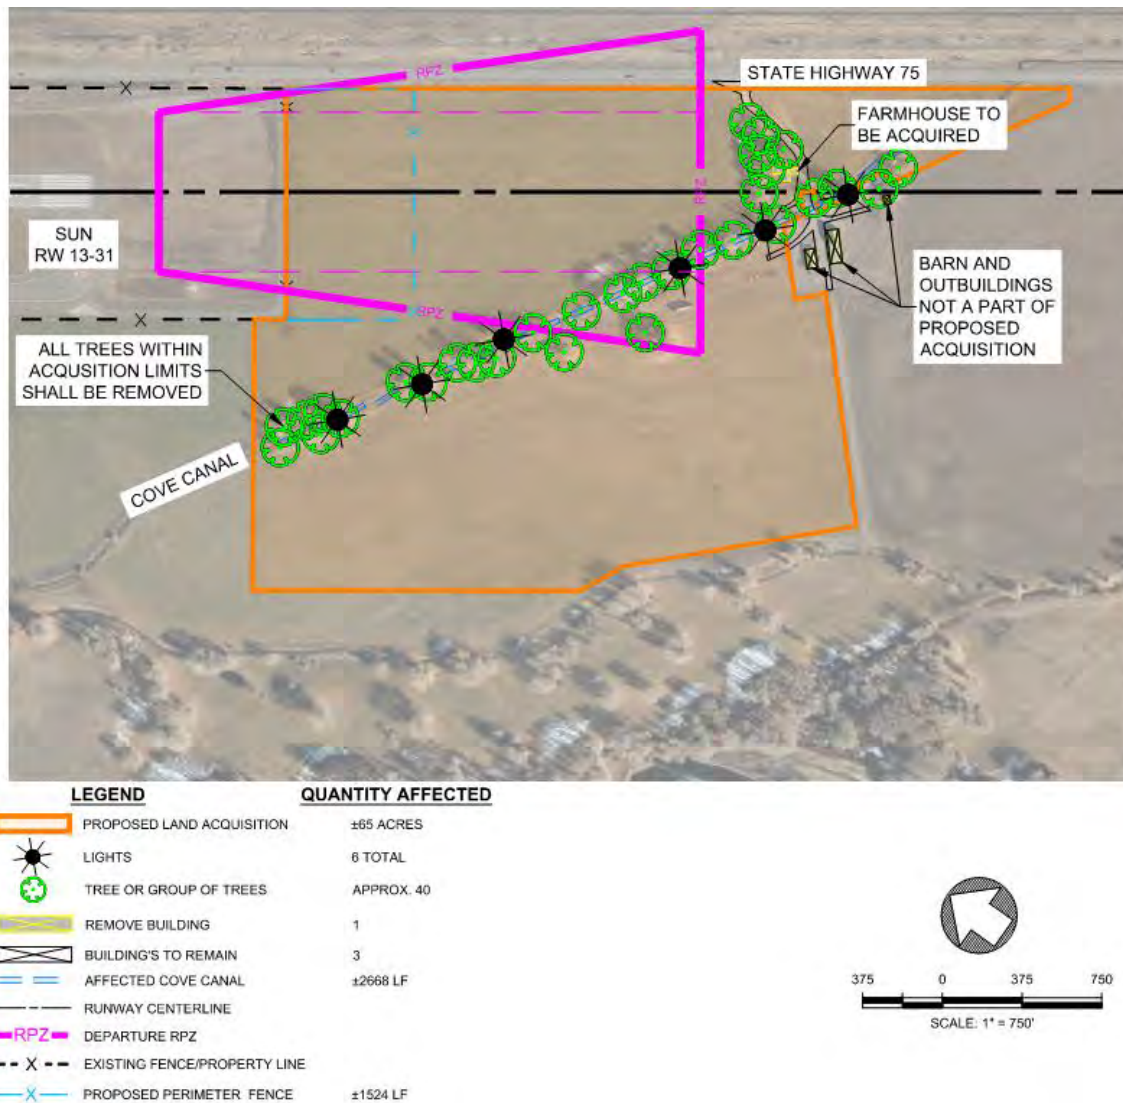 RPZ
STATE HIGHWAY 75
X
FARMHOUSE TO
BE ACQUIRED
X
RPZ
SUN
RW 13-31
BARN AND
OUTBUILDINGS
NOT A PART OF
PROPOSED
ACQUISITION
RPZ
X
ALL TREES WITHIN
ACQUSITION LIMITS
SHALL BE REMOVED
COVE CANAL
LEGEND QUANTITY AFFECTED
PROPOSED LAND ACQUISITION ±65 ACRES
LIGHTS 6 TOTAL
TREE OR GROUP OF TREES APPROX. 40
REMOVE BUILDING 1
BUILDING'S TO REMAIN 3
AFFECTED COVE CANAL ±2668 LF
RUNWAY CENTERLINE
RPZ DEPARTURE RPZ
X EXISTING FENCE/PROPERTY LINE
X PROPOSED PERIMETER FENCE ±1524 LF
375 0 375 750
SCALE: 1" = 750'